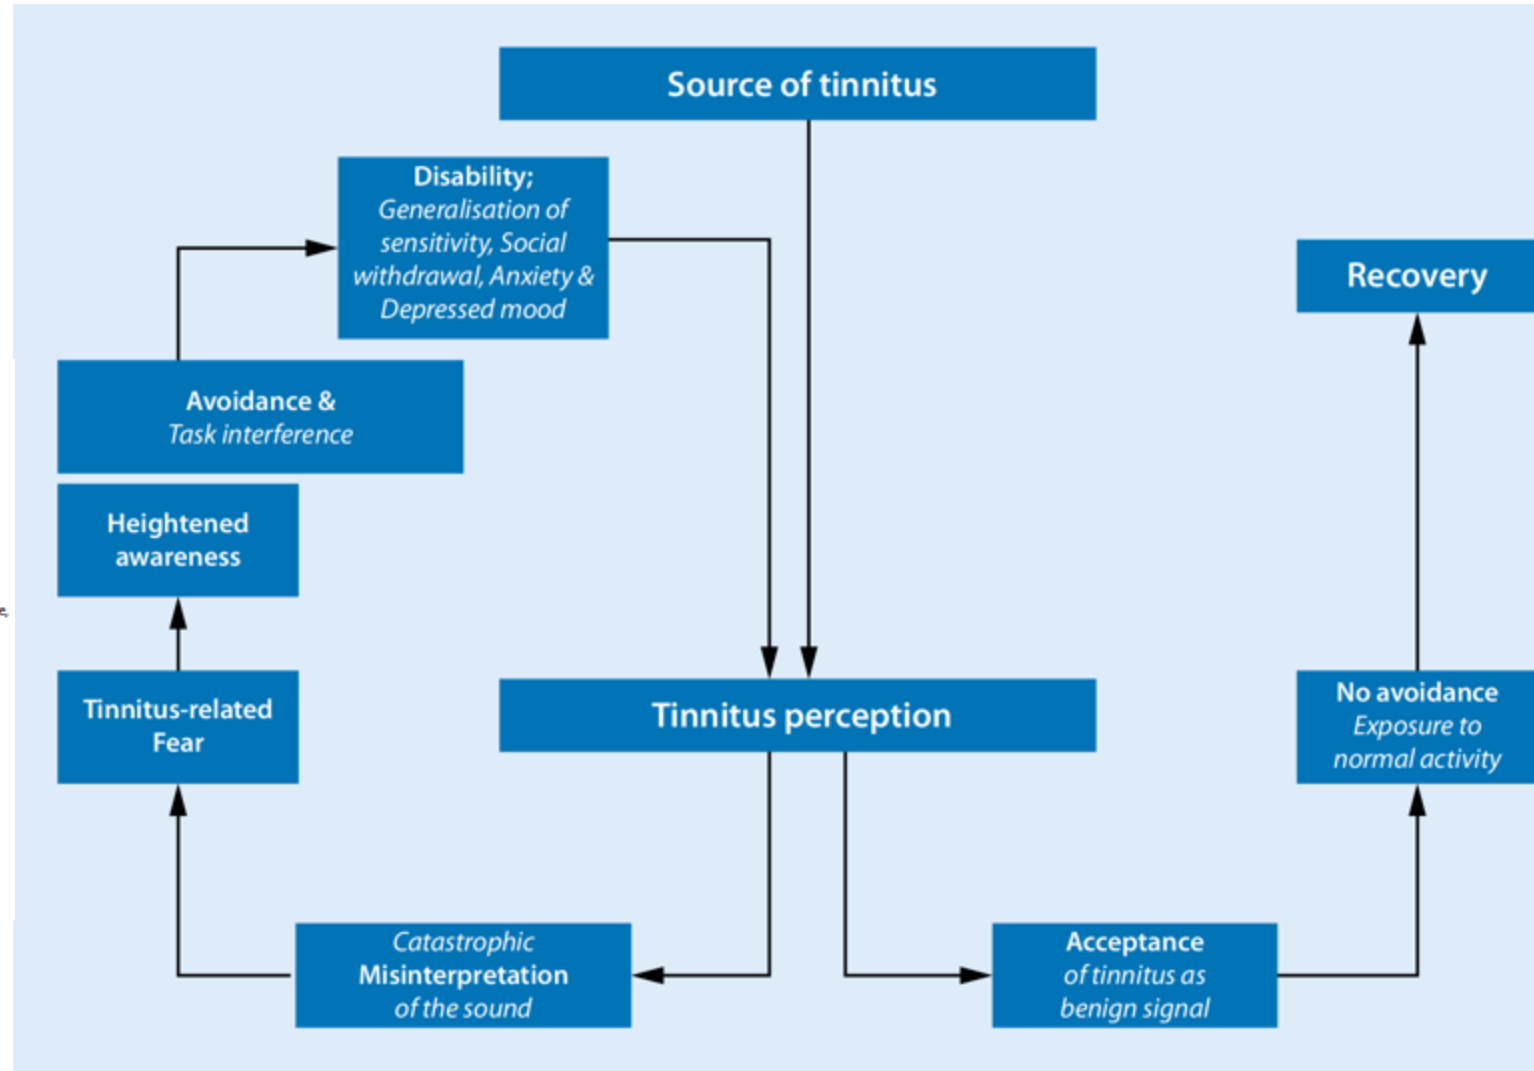 Source of tinnitus
Disability;
Generalisation of
sensitivity, Social
withdrawal, Anxiety &
Depressed mood
Recovery
Avoidance &
Task interference
Heightened
awareness
Tinnitus-related
Fear
Tinnitus perception
No avoidance
Exposure to
normal activity
Catastrophic
Misinterpretation
of the sound
Acceptance
of tinnitus as
benign signal